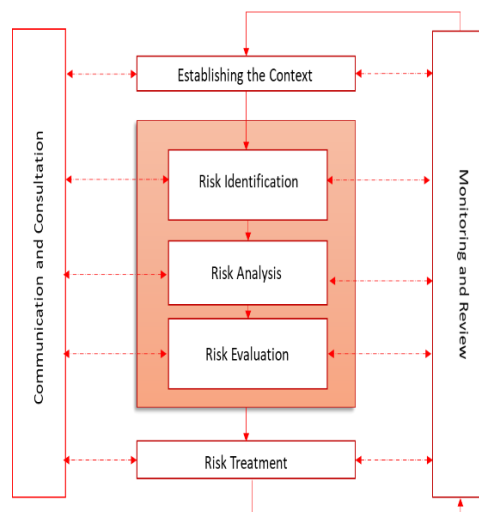 Establishing the Context
Communication and Consultation
Risk Identification
Monitoring and Review
Risk Analysis
Risk Evaluation
Risk Treatment